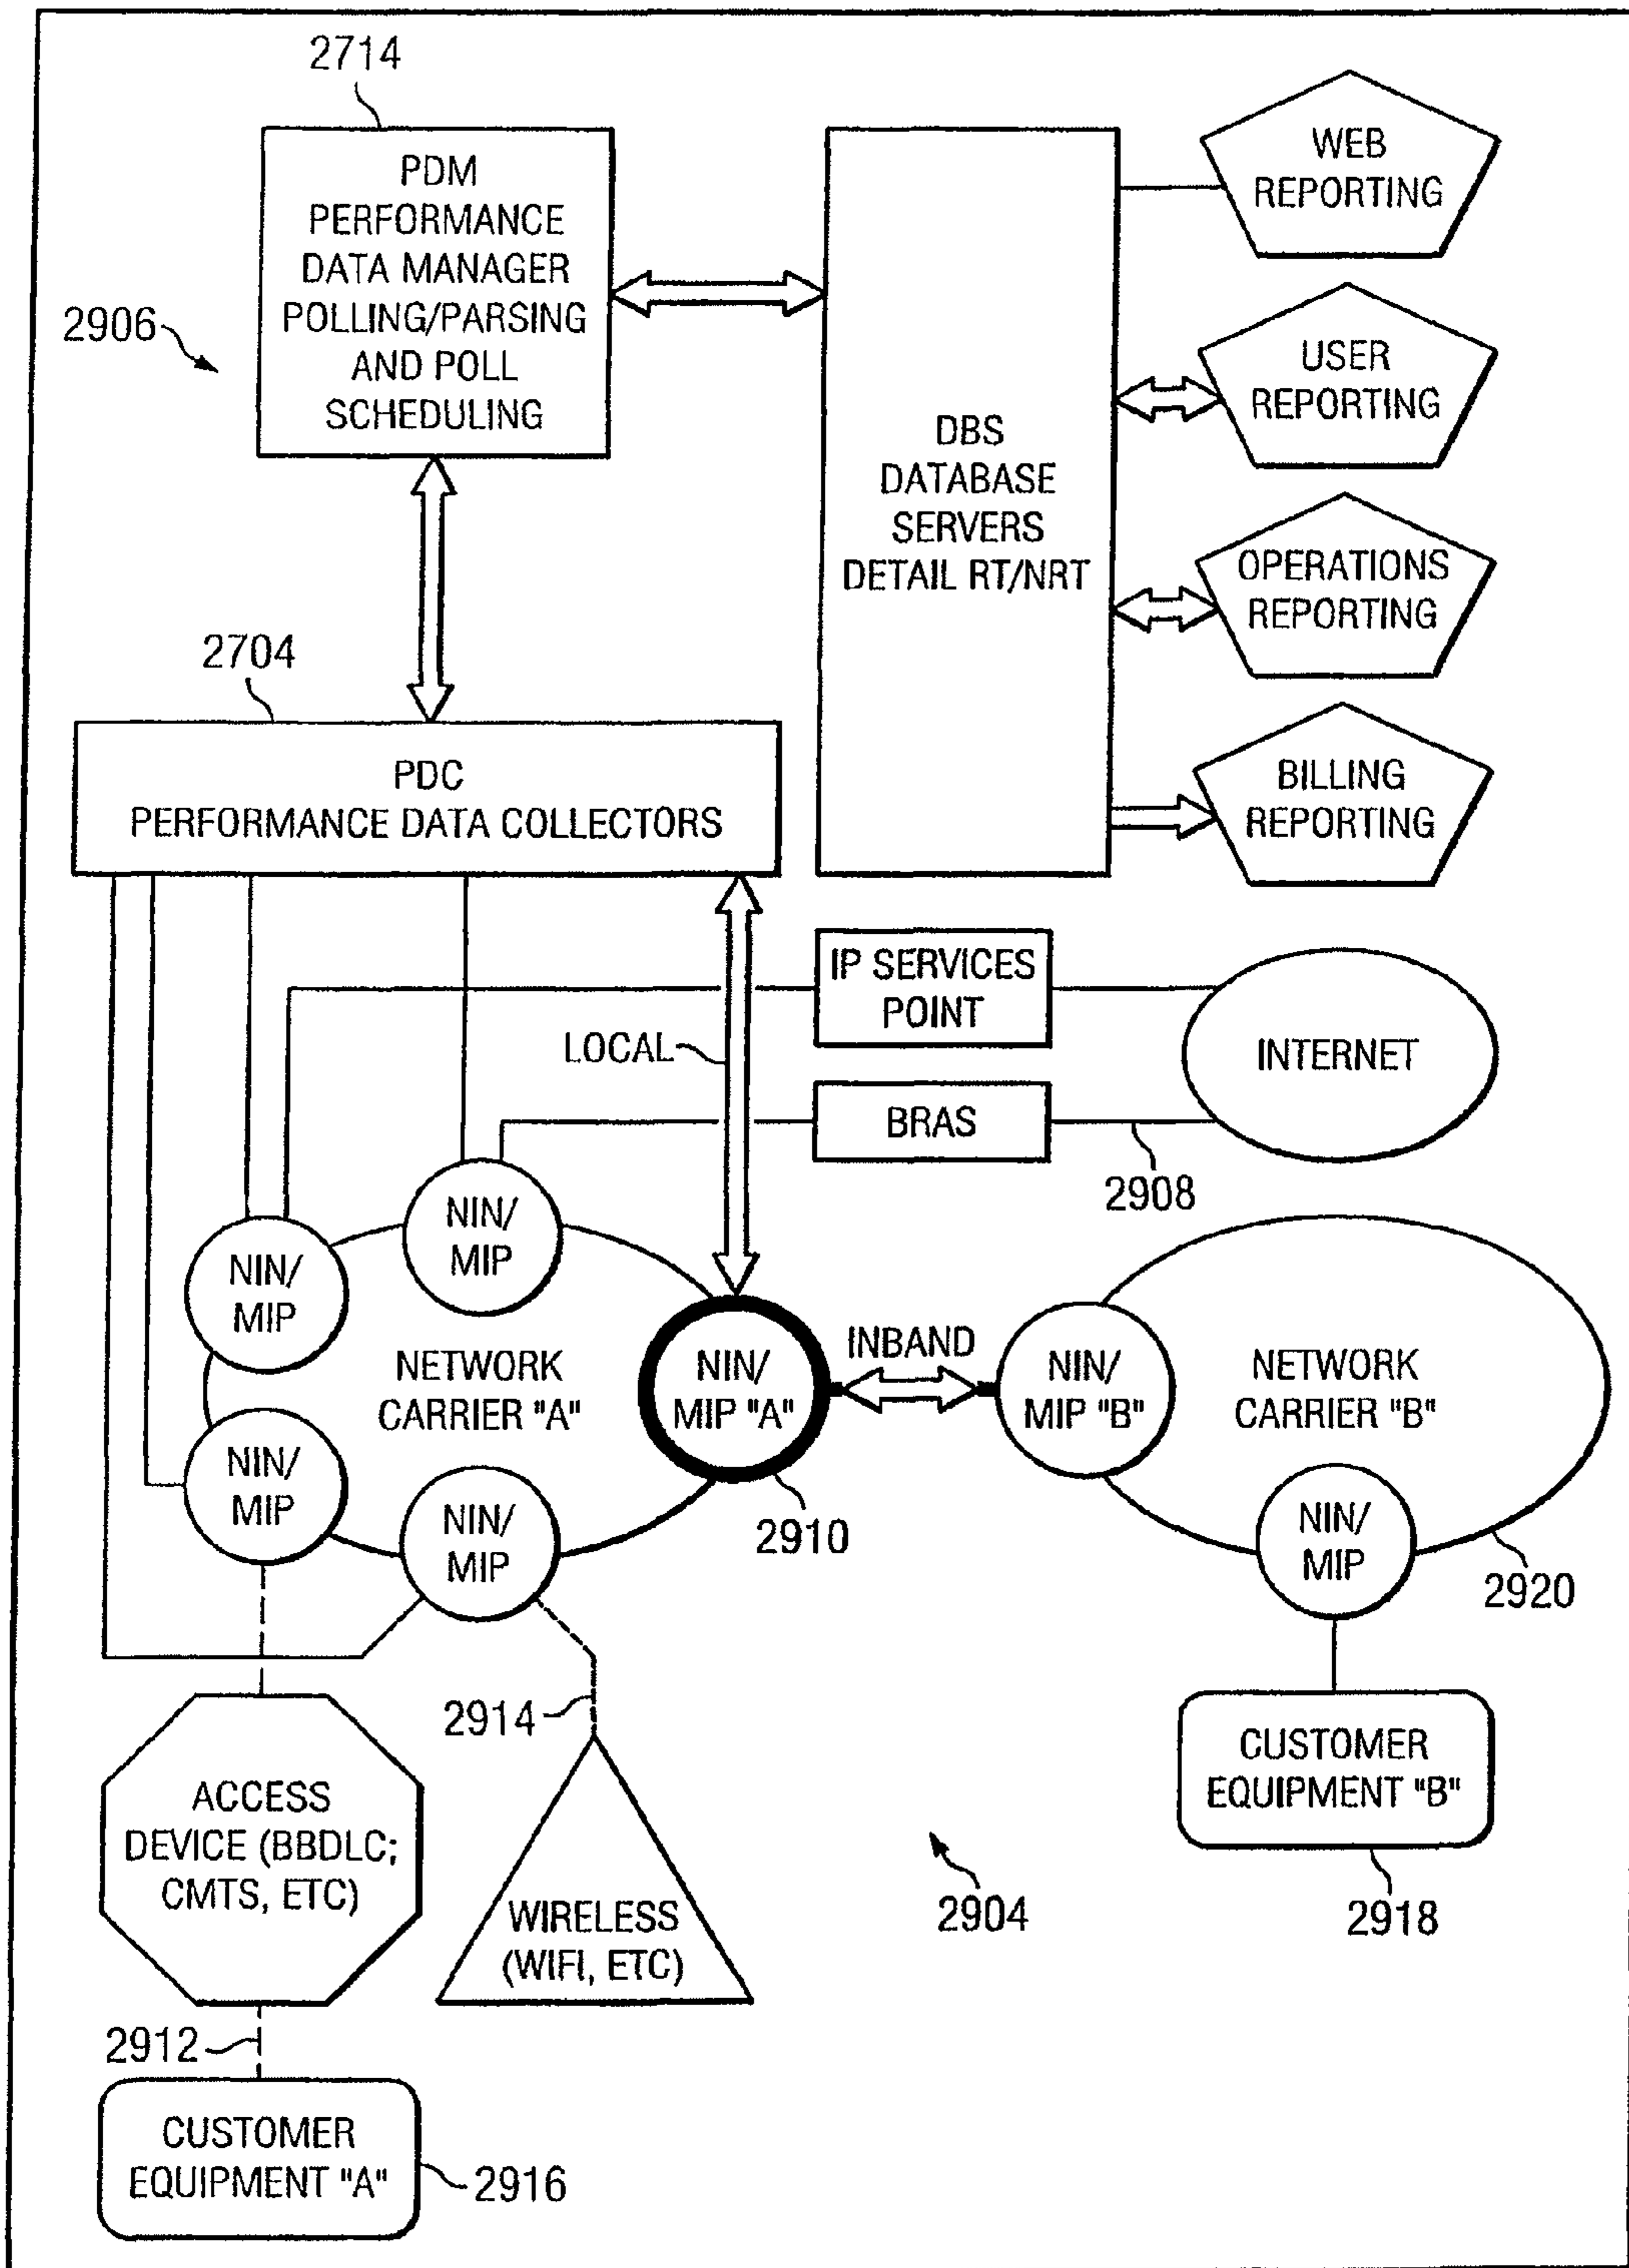 2714
PDM
PERFORMANCE
DATA MANAGER
POLLING/PARSING
AND POLL
SCHEDULING
2906
DBS
DATABASE
SERVERS
DETAIL RT/NRT
WEB
REPORTING
USER
REPORTING
OPERATIONS
REPORTING
BILLING
REPORTING
2704
PDC
PERFORMANCE DATA COLLECTORS
IP SERVICES
POINT
LOCAL
INTERNET
BRAS
2908
NIN/
MIP
NIN/
MIP
NETWORK
CARRIER "A"
NIN/
MIP "A"
INBAND
NIN/
MIP "B"
NETWORK
CARRIER "B"
NIN/
MIP
NIN/
MIP
2910
NIN/
MIP
2920
2914
ACCESS
DEVICE (BBDLC;
CMTS, ETC)
WIRELESS
(WIFI, ETC)
2904
CUSTOMER
EQUIPMENT "B"
2918
2912
CUSTOMER
EQUIPMENT "A"
2916